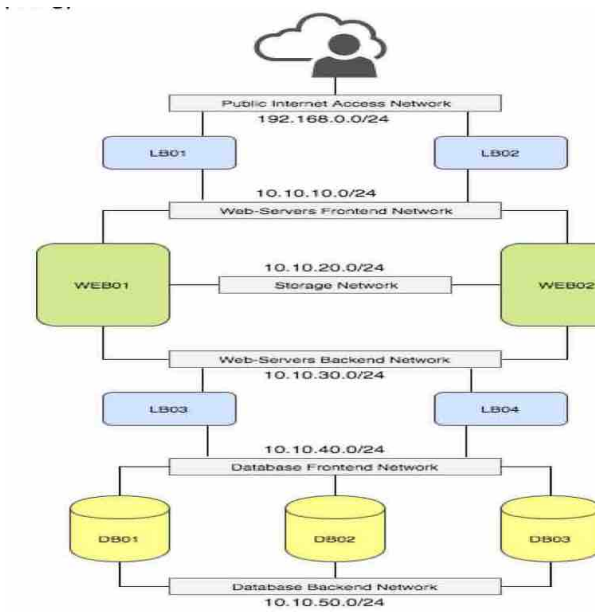 Public Internet Access Network
192.168.0.0/24
LB01
LB02
10.10.10.0/24
Web-Servers Frontend Network
WEB01
10.10.20.0/24
Storage Network
WEB02
Web-Servers Backend Network
10.10.30.0/24
LB03
LB04
10.10.40.0/24
Database Frontend Network
DB01
DB02
DB03
Database Backend Network
10.10.50.0/24